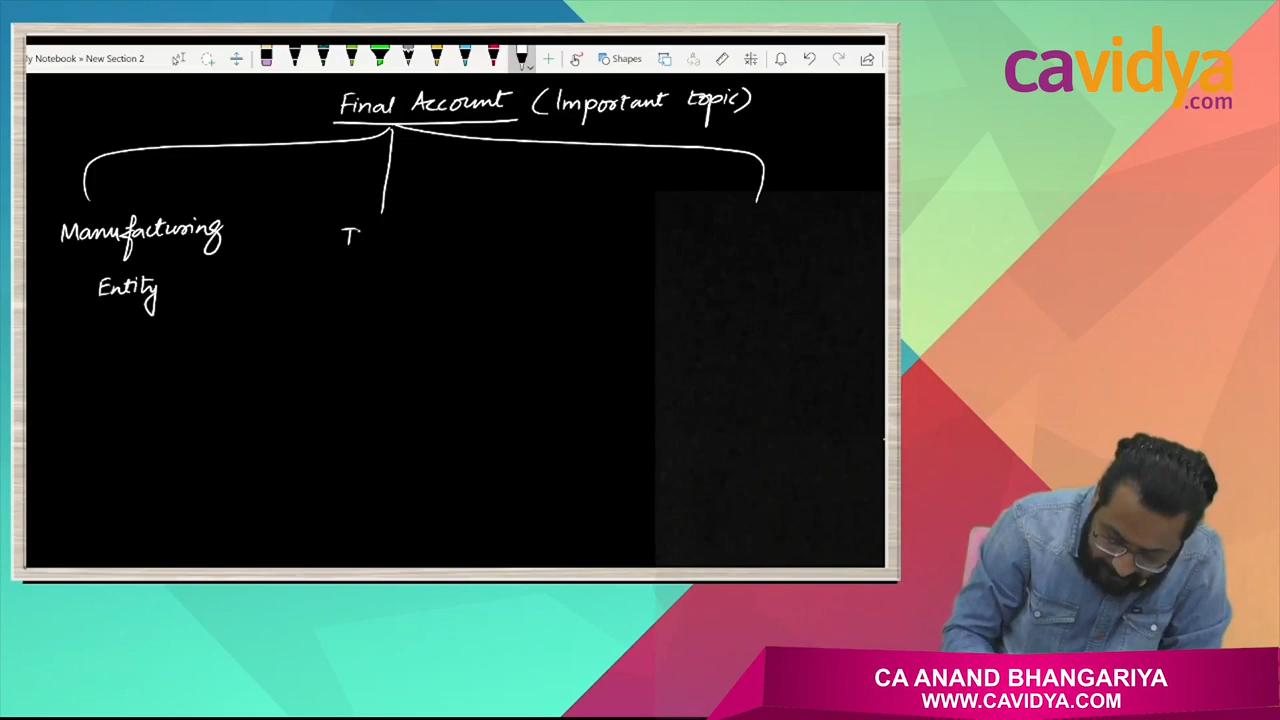 cavidya
.com
y Notebook » New Section 2
Shapes
Final Account (Important topic)
Manufacturing
Entity
T
CA ANAND BHANGARIYA
WWW.CAVIDYA.COM